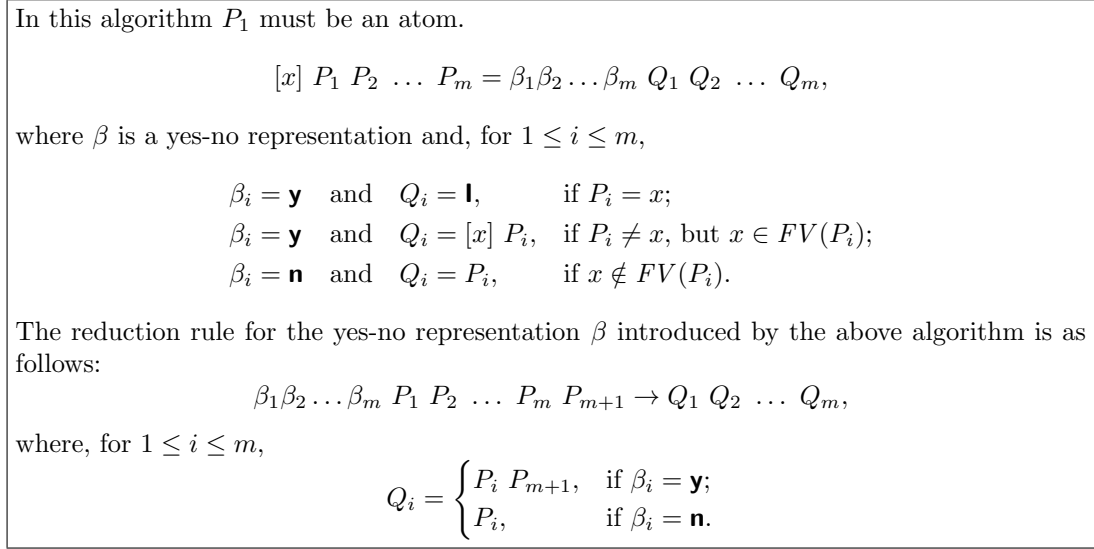 In this algorithm P₁ must be an atom.
[x] P₁ P₂ … Pₘ = β₁β₂…βₘ Q₁ Q₂ … Qₘ,
where β is a yes-no representation and, for 1 ≤ i ≤ m,
βᵢ = y and Qᵢ = I, if Pᵢ = x;
βᵢ = y and Qᵢ = [x] Pᵢ, if Pᵢ ≠ x, but x ∈ FV(Pᵢ);
βᵢ = n and Qᵢ = Pᵢ, if x ∉ FV(Pᵢ).
The reduction rule for the yes-no representation β introduced by the above algorithm is as
follows:
β₁β₂…βₘ P₁ P₂ … Pₘ Pₘ₊₁ → Q₁ Q₂ … Qₘ,
where, for 1 ≤ i ≤ m,
Qᵢ = { Pᵢ Pₘ₊₁, if βᵢ = y;
Pᵢ, if βᵢ = n.